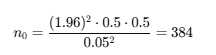 n₀ = (1.96)² · 0.5 · 0.5 / 0.05² = 384